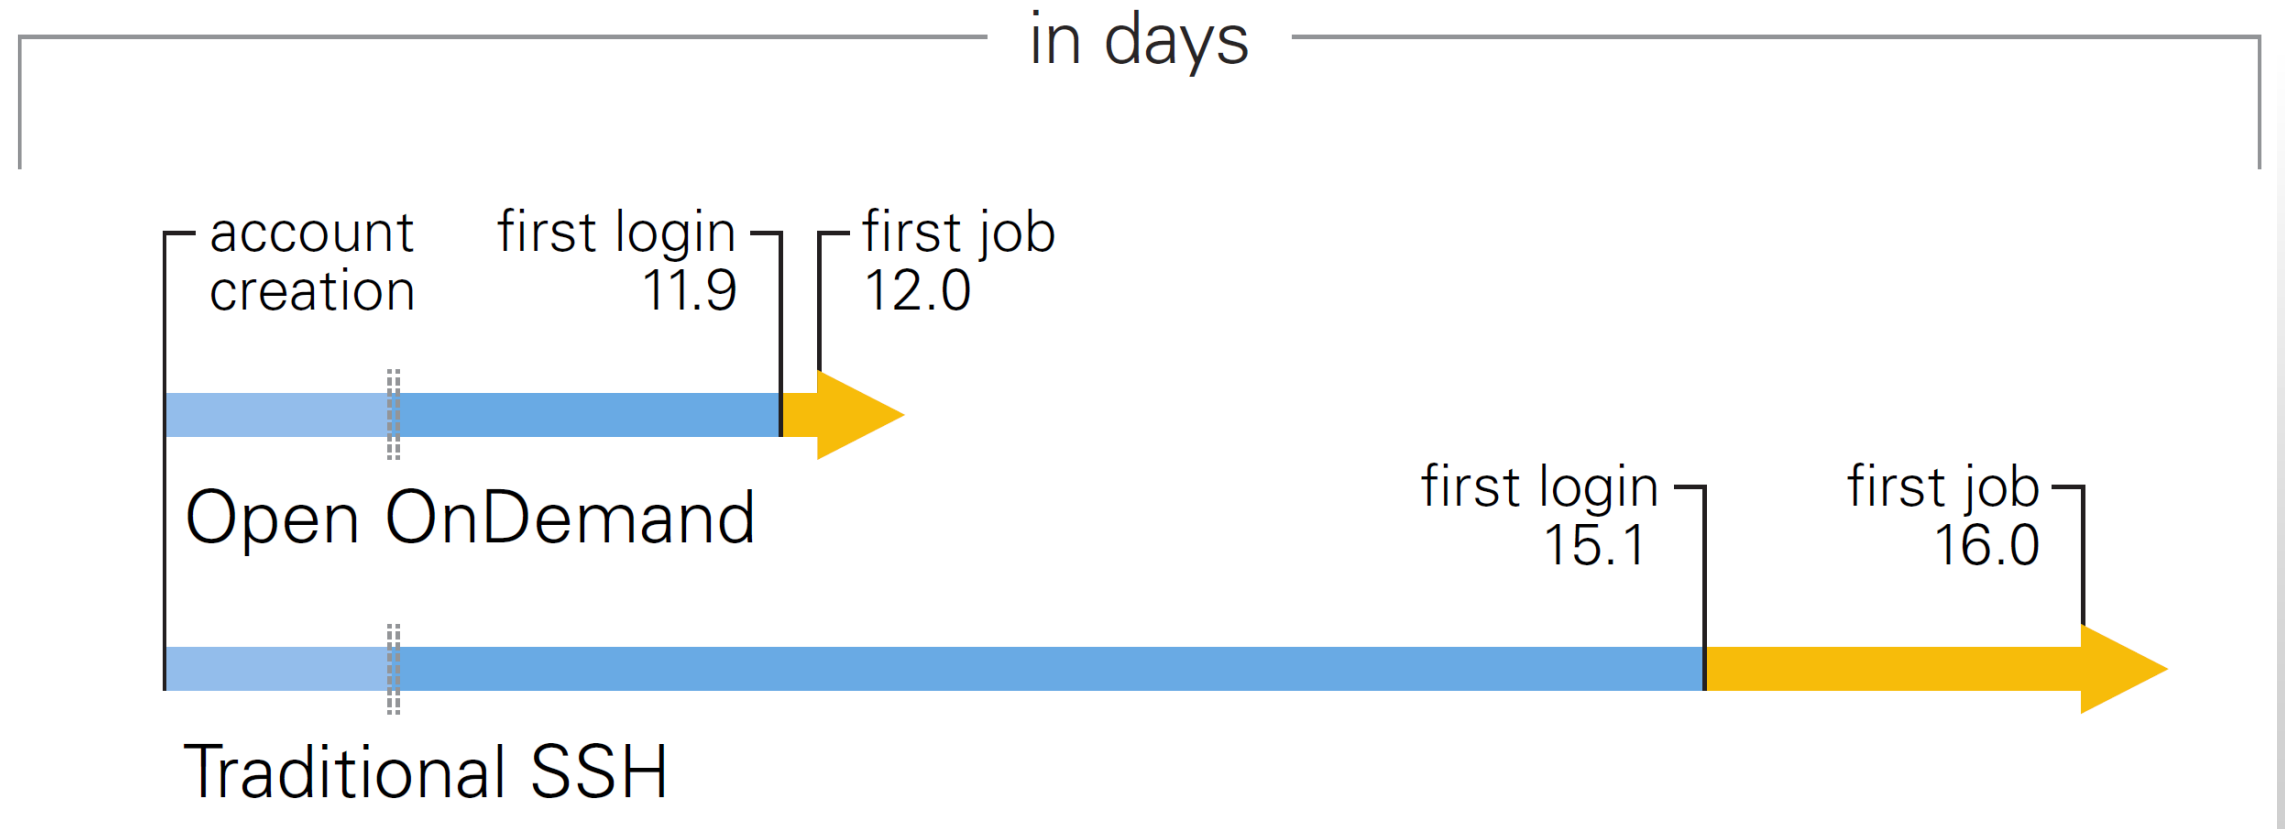 in days
account
creation
first login
11.9
first job
12.0
Open OnDemand
first login
15.1
first job
16.0
Traditional SSH